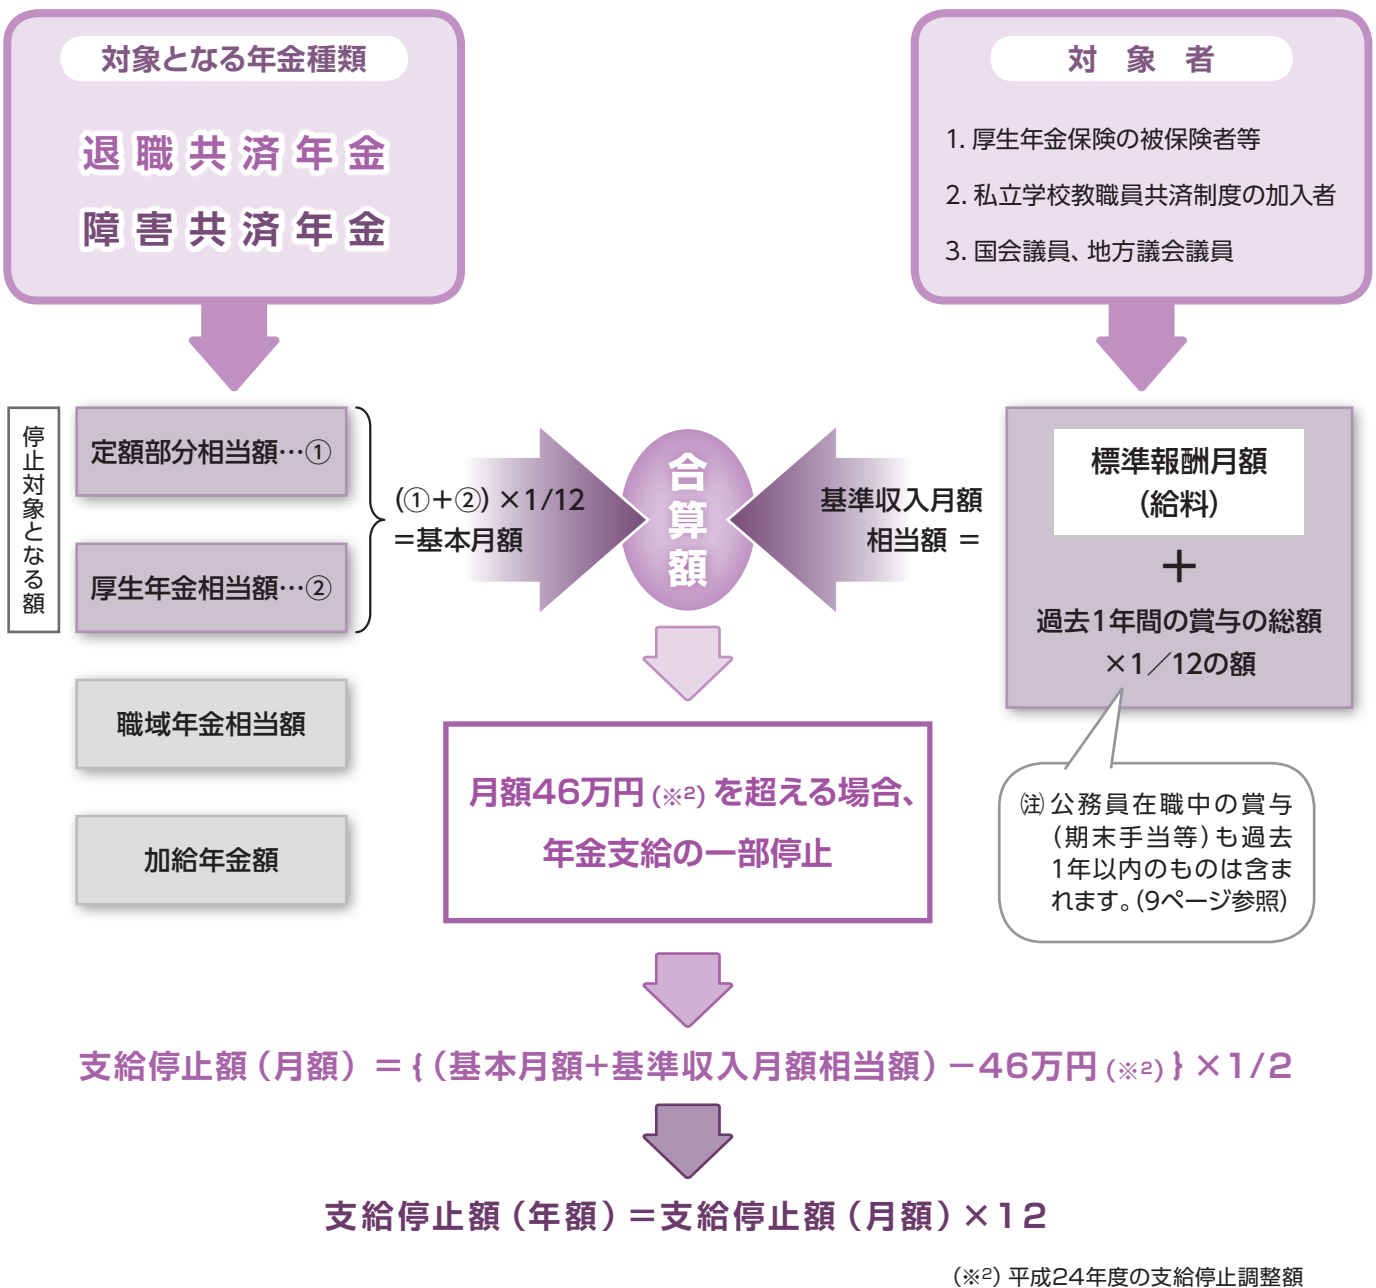 対象となる年金種類
退職共済年金
障害共済年金
対象者
1. 厚生年金保険の被保険者等
2. 私立学校教職員共済制度の加入者
3. 国会議員、地方議会議員
停止対象となる額
定額部分相当額…①
厚生年金相当額…②
職域年金相当額
加給年金額
(①+②)×1/12
=基本月額
合算額
基準収入月額
相当額 =
標準報酬月額
(給料)
+
過去1年間の賞与の総額
×1/12の額
月額46万円(※2)を超える場合、
年金支給の一部停止
(注)公務員在職中の賞与
(期末手当等)も過去
1年以内のものは含ま
れます。(9ページ参照)
支給停止額(月額)={(基本月額+基準収入月額相当額)−46万円(※2)}×1/2
支給停止額(年額)=支給停止額(月額)×12
(※2)平成24年度の支給停止調整額